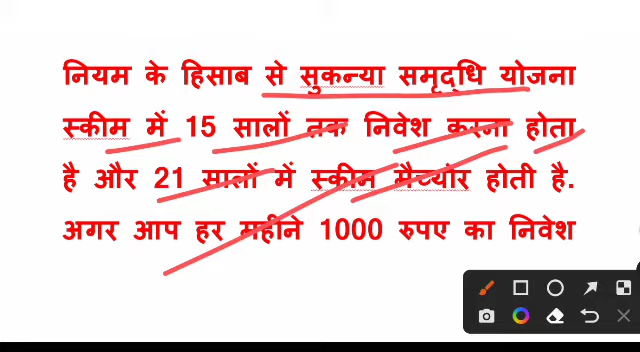 नियम के हिसाब से सुकन्या समृद्धि योजना
स्कीम में 15 सालों तक निवेश करना होता
है और 21 सालों में स्कीम मैच्योर होती है.
अगर आप हर महीने 1000 रुपए का निवेश